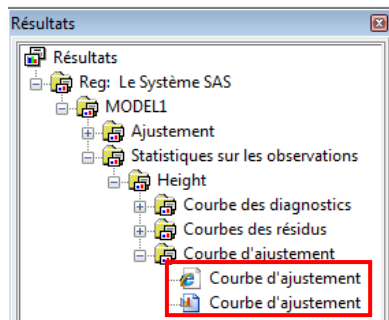 Résultats
Résultats
Reg: Le Système SAS
MODEL1
Ajustement
Statistiques sur les observations
Height
Courbe des diagnostics
Courbes des résidus
Courbe d'ajustement
Courbe d'ajustement
Courbe d'ajustement